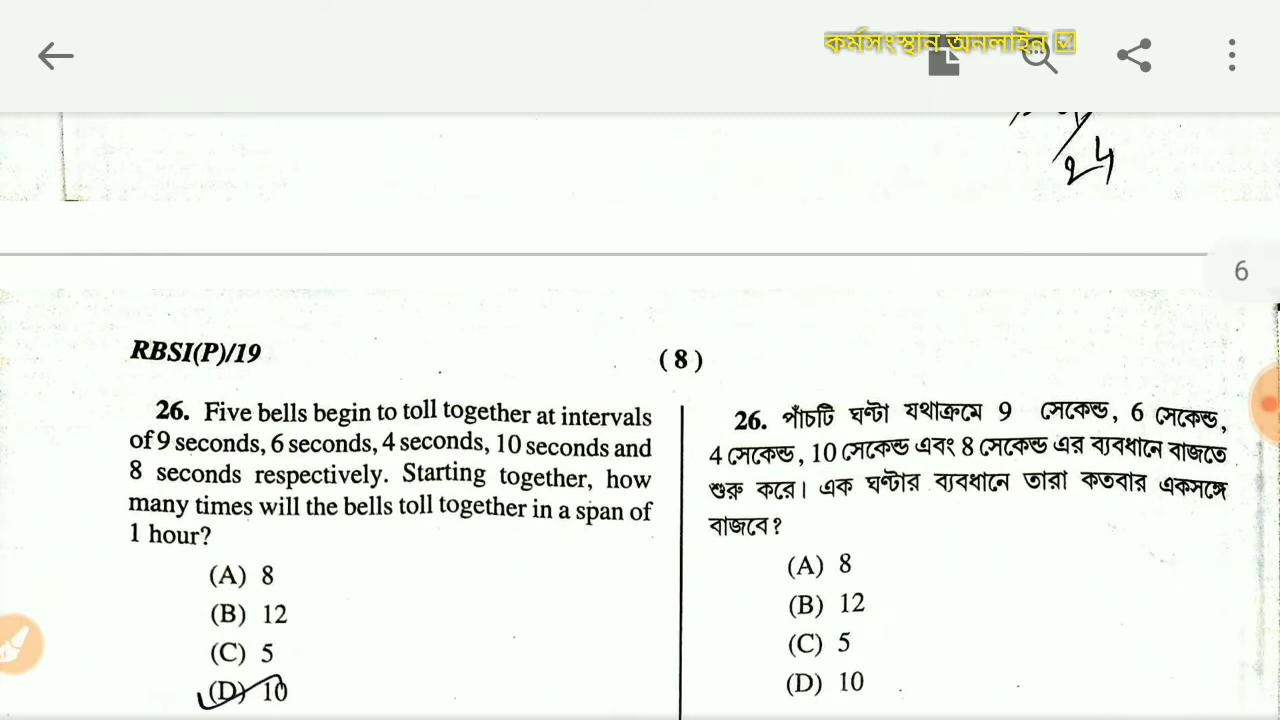 কর্মসংস্থান অনলাইন ☑
24
6
RBSI(P)/19
( 8 )
26. Five bells begin to toll together at intervals
of 9 seconds, 6 seconds, 4 seconds, 10 seconds and
8 seconds respectively. Starting together, how
many times will the bells toll together in a span of
1 hour?
(A) 8
(B) 12
(C) 5
(D) 10
26. পাঁচটি ঘণ্টা যথাক্রমে 9 সেকেন্ড, 6 সেকেন্ড,
4 সেকেন্ড, 10 সেকেন্ড এবং 8 সেকেন্ড এর ব্যবধানে বাজতে
শুরু করে। এক ঘণ্টার ব্যবধানে তারা কতবার একসঙ্গে
বাজবে?
(A) 8
(B) 12
(C) 5
(D) 10